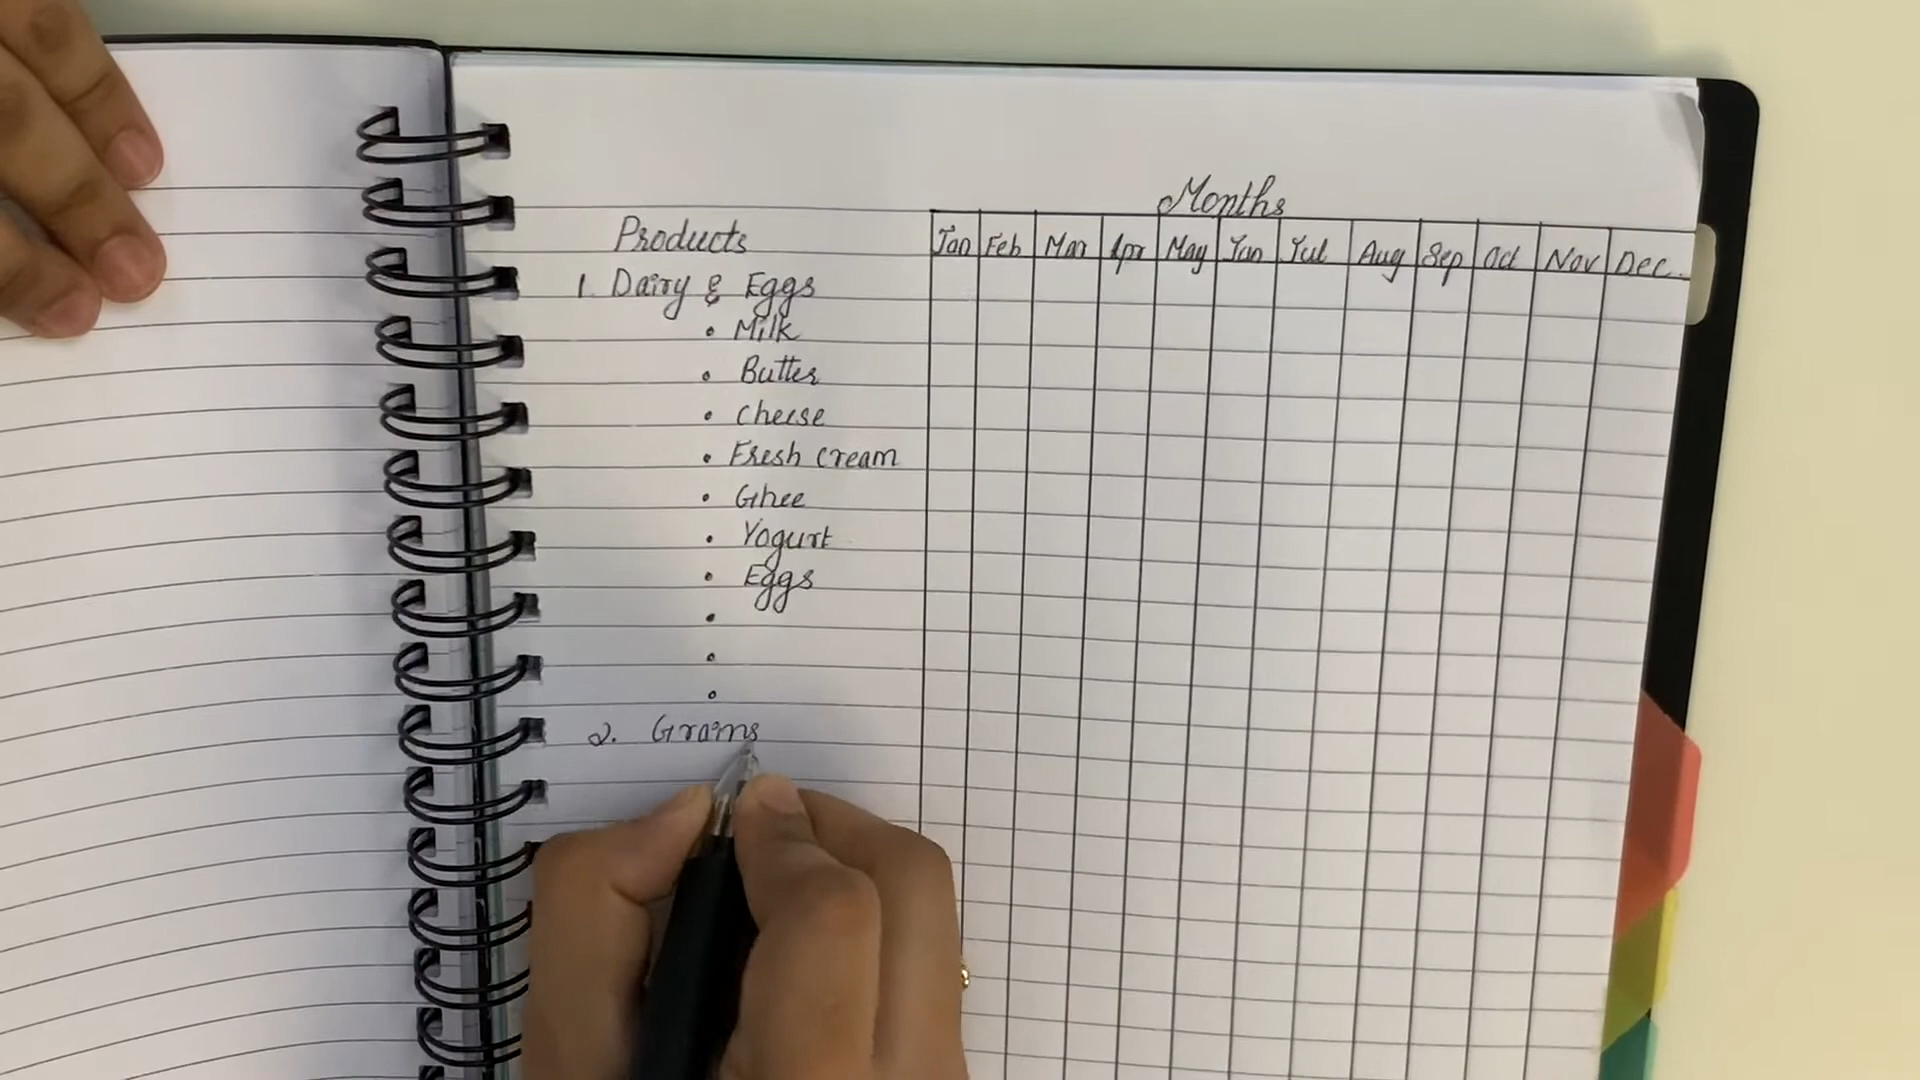 Months
Products Jan Feb Mar Apr May Jun Jul Aug Sep Oct Nov Dec.
1. Dairy & Eggs
• Milk
• Butter
• cheese
• Fresh cream
• Ghee
• Yogurt
• Eggs
•
•
•
2. Grains